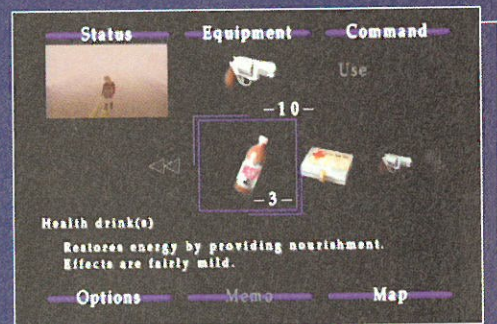 Status Equipment Command
Use
-10-
-3-
Health drink(s)
Restores energy by providing nourishment.
Effects are fairly mild.
Options Memo Map